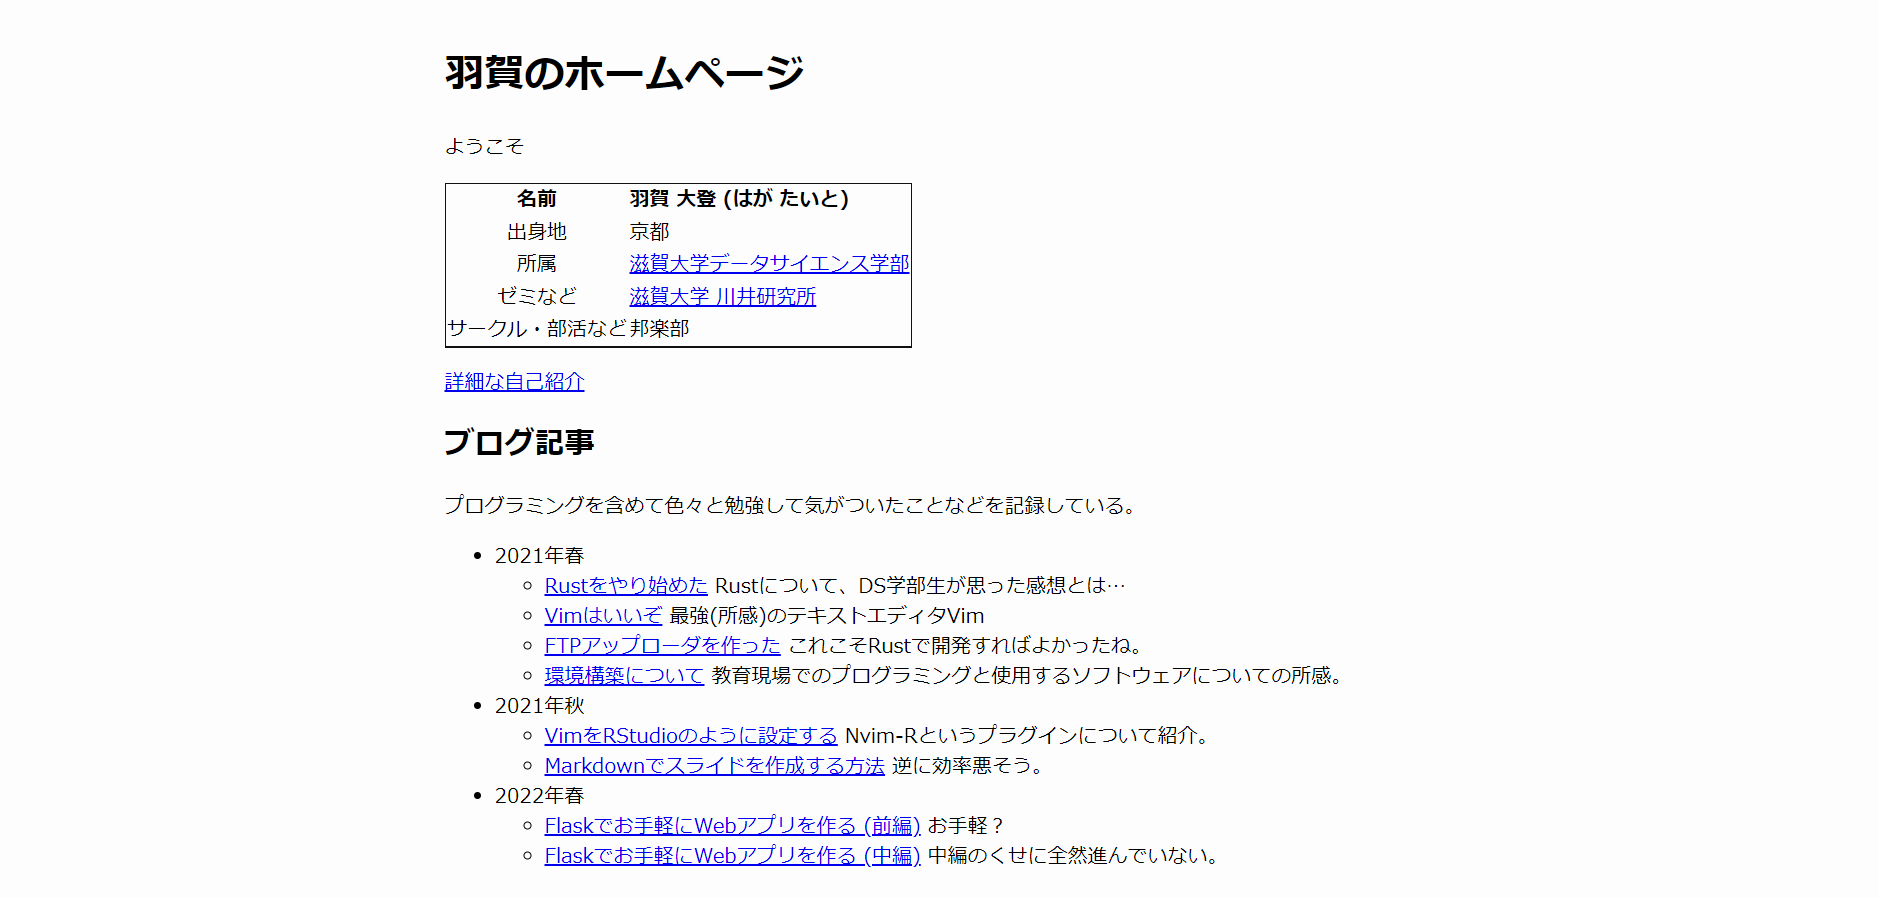 羽賀のホームページ
ようこそ
名前 羽賀 大登 (はが たいと)
出身地 京都
所属 滋賀大学データサイエンス学部
ゼミなど 滋賀大学 川井研究所
サークル・部活など 邦楽部
詳細な自己紹介
ブログ記事
プログラミングを含めて色々と勉強して気がついたことなどを記録している。
• 2021年春
◦ Rustをやり始めた Rustについて、DS学部生が思った感想とは…
◦ Vimはいいぞ 最強(所感)のテキストエディタVim
◦ FTPアップローダを作った これこそRustで開発すればよかったね。
◦ 環境構築について 教育現場でのプログラミングと使用するソフトウェアについての所感。
• 2021年秋
◦ VimをRStudioのように設定する Nvim-Rというプラグインについて紹介。
◦ Markdownでスライドを作成する方法 逆に効率悪そう。
• 2022年春
◦ Flaskでお手軽にWebアプリを作る (前編) お手軽？
◦ Flaskでお手軽にWebアプリを作る (中編) 中編のくせに全然進んでいない。